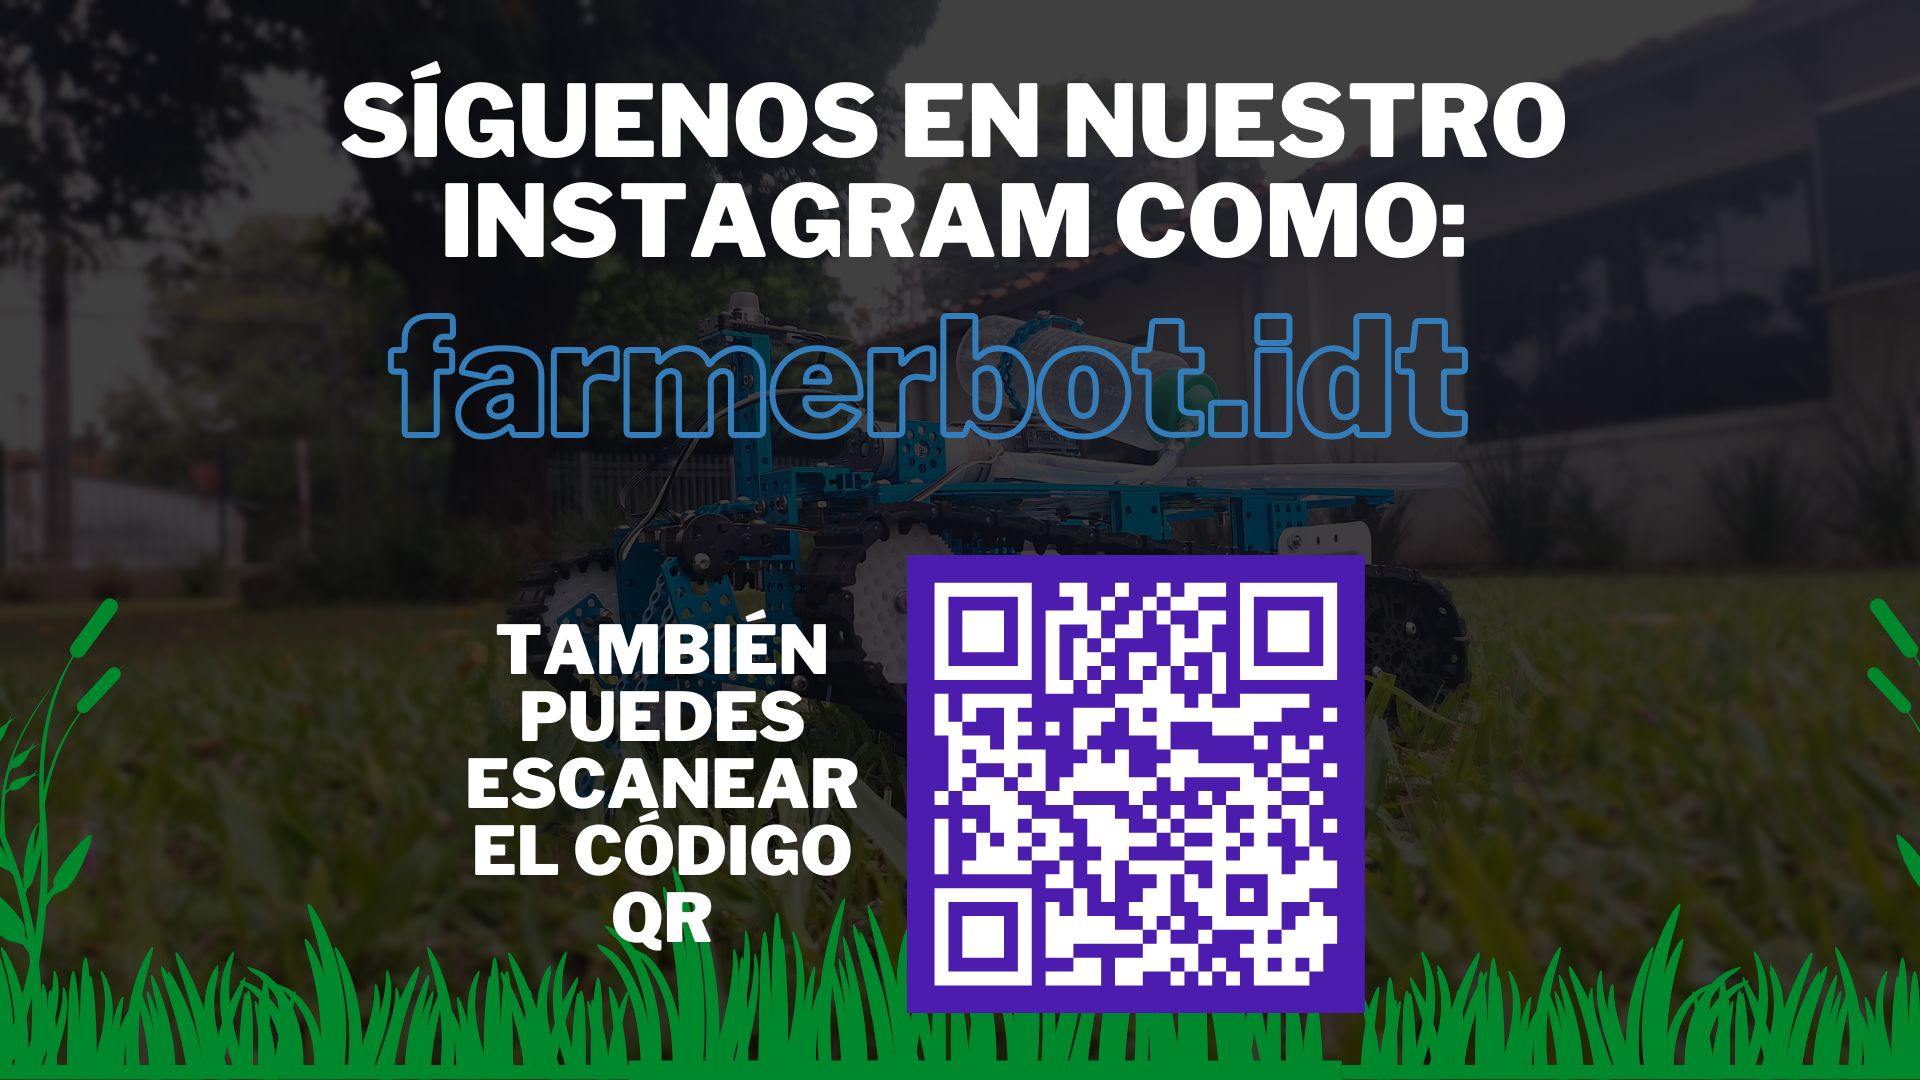 SÍGUENOS EN NUESTRO
INSTAGRAM COMO:
farmerbot.idt
TAMBIÉN
PUEDES
ESCANEAR
EL CÓDIGO
QR